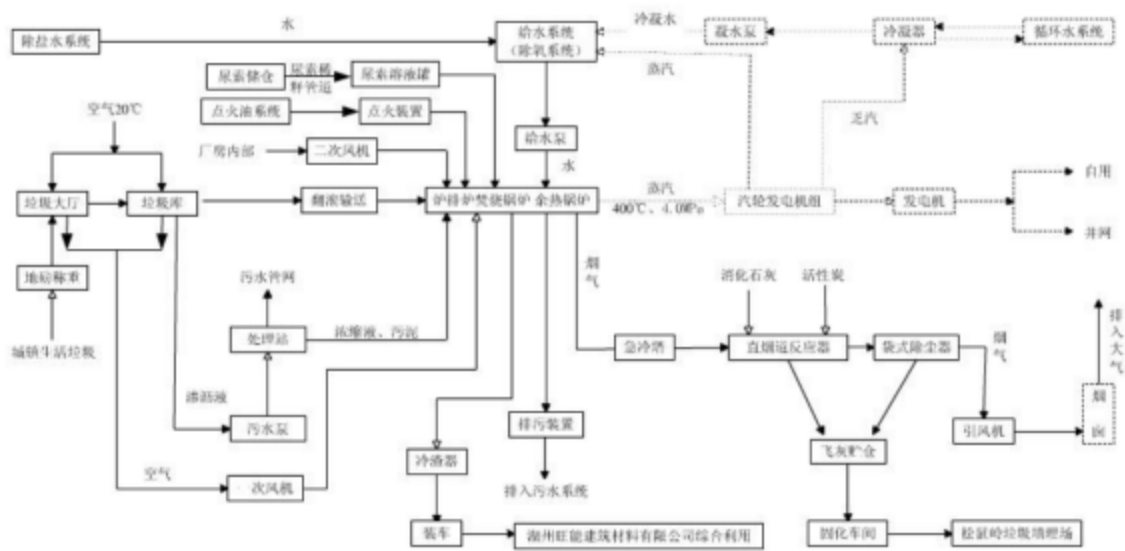 水
冷凝水
除盐水系统
给水系统
(除氧系统)
凝水泵
冷凝器
循环水系统
尿素储仓
尿素稀
释管道
尿素溶液罐
蒸汽
空气20℃
点火油系统
点火装置
乏汽
给水泵
厂房内部
二次风机
水
自用
垃圾大厅
垃圾库
翻滚输送
炉排炉焚烧锅炉 余热锅炉
蒸汽
400℃、4.0MPa
汽轮发电机组
发电机
并网
地磅称重
污水管网
烟
气
消化石灰
活性炭
城镇生活垃圾
处理站
浓缩液、污泥
急冷塔
直烟道反应器
袋式除尘器
烟
气
排
入
大
气
渗沥液
污水泵
排污装置
引风机
烟
囱
冷渣器
飞灰贮仓
空气
一次风机
排入污水系统
装车
湖州旺能建筑材料有限公司综合利用
固化车间
松鼠岭垃圾填埋场